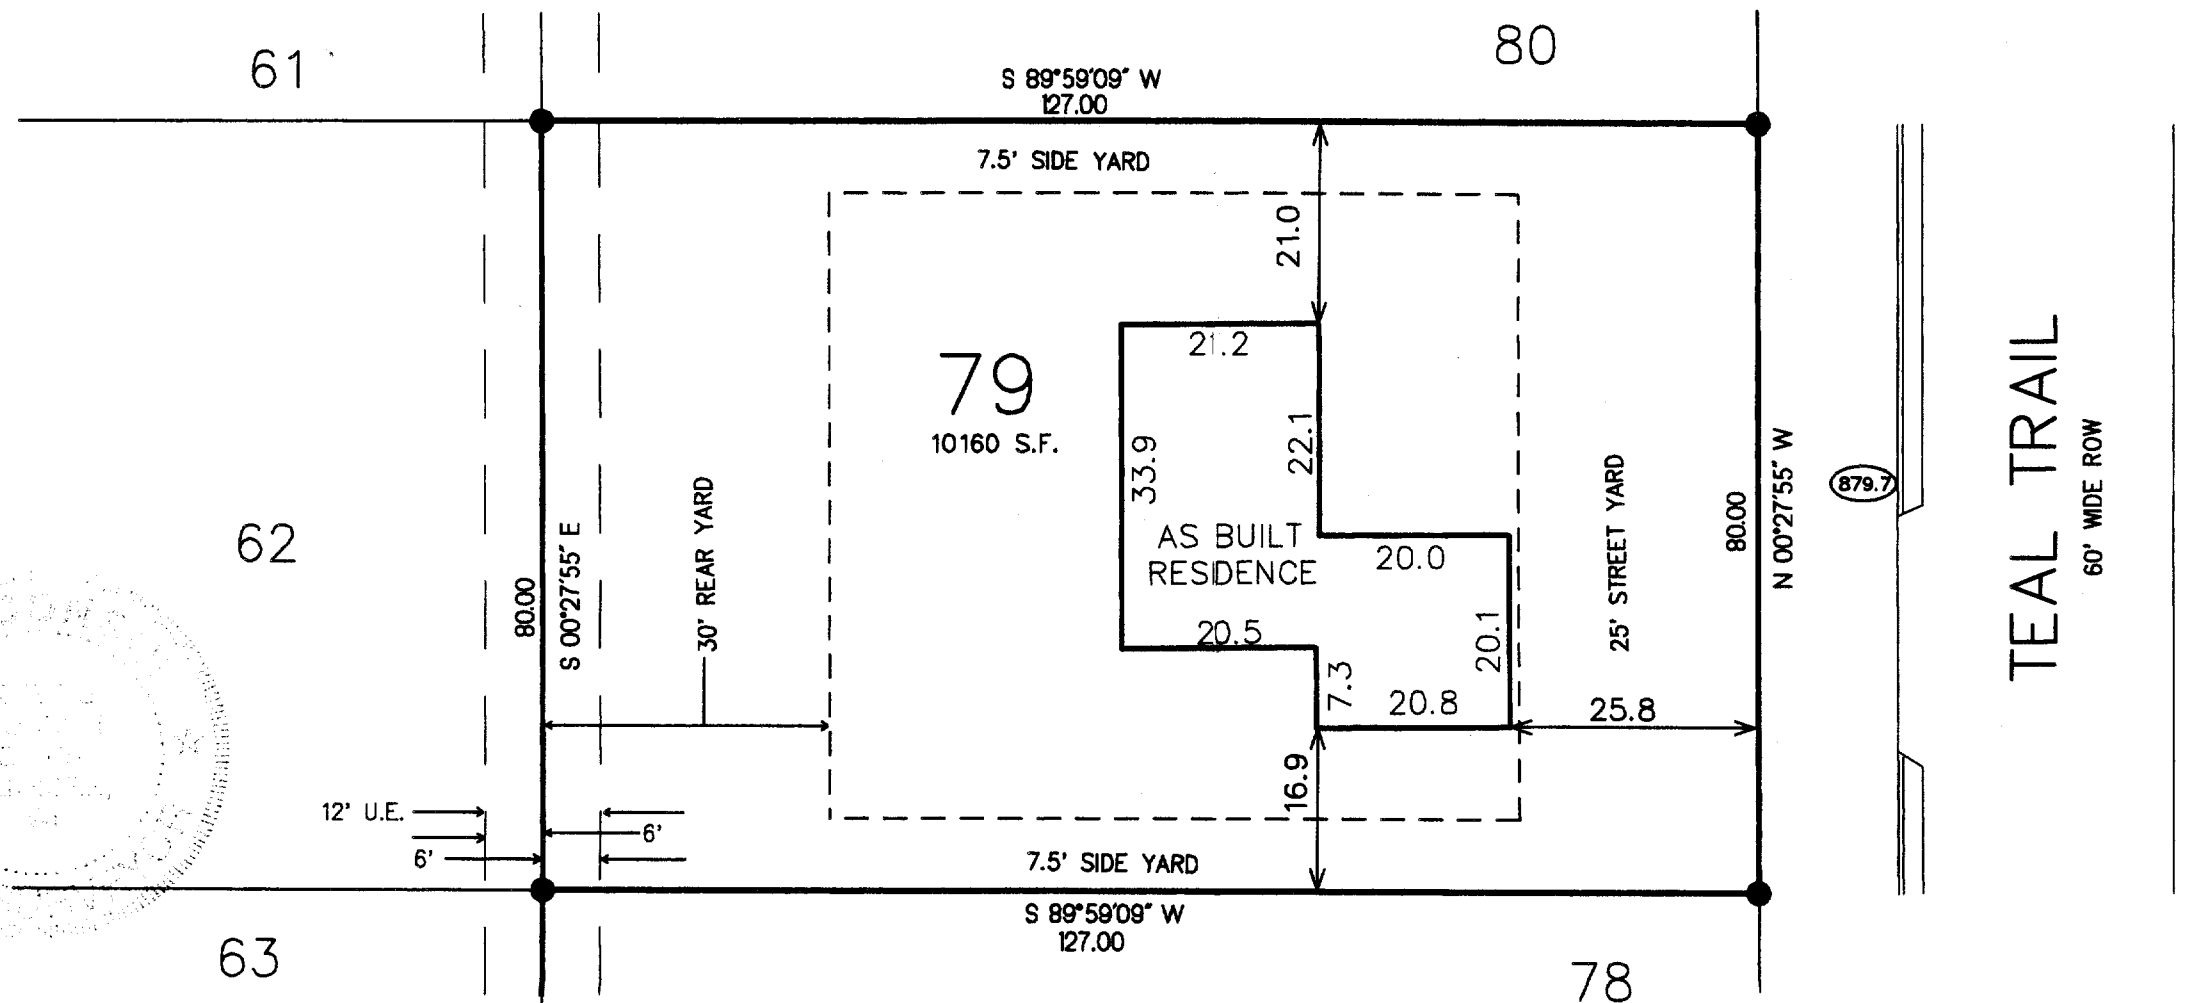 61
80
S 89°59'09" W
127.00
7.5' SIDE YARD
21.0
21.2
79
10160 S.F.
33.9
22.1
AS BUILT
RESIDENCE
20.0
20.5
7.3
20.1
20.8
25.8
16.9
62
80.00
S 00°27'55" E
30' REAR YARD
25' STREET YARD
80.00
N 00°27'55" W
879.7
TEAL TRAIL
60' WIDE ROW
12' U.E.
6'
6'
7.5' SIDE YARD
S 89°59'09" W
127.00
63
78